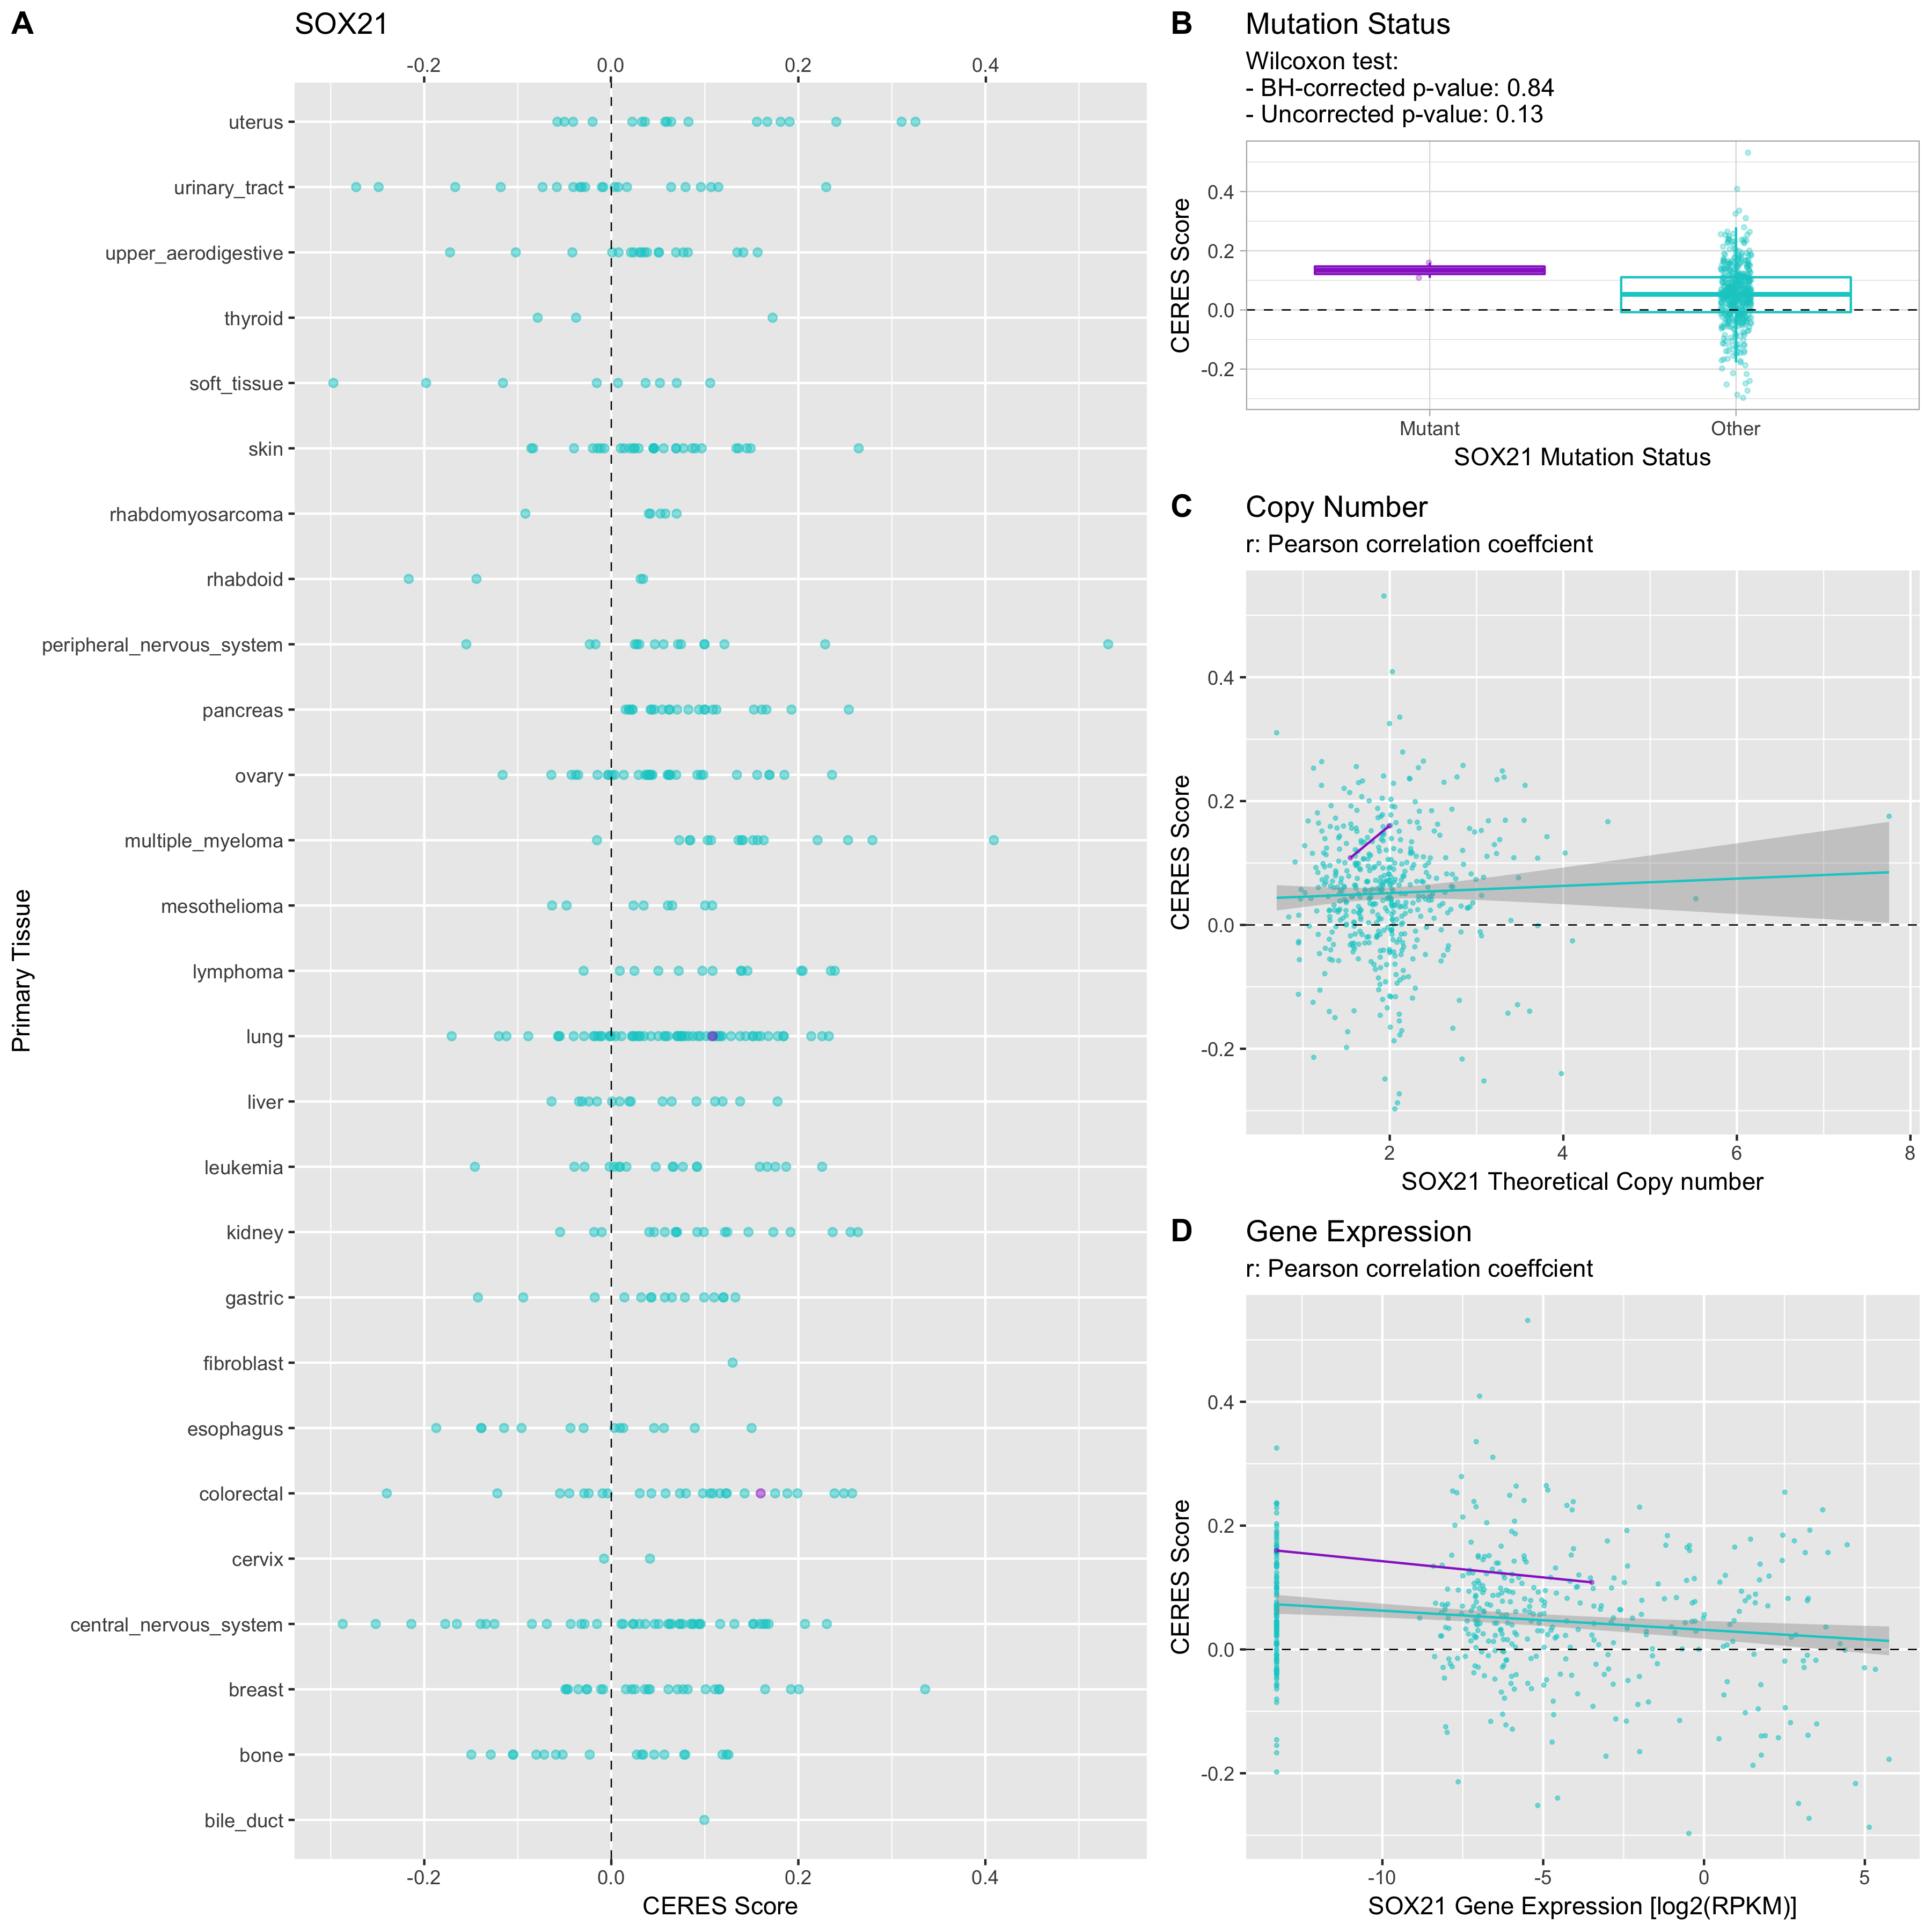 A
SOX21
-0.2 0.0 0.2 0.4
Primary Tissue
uterus
urinary_tract
upper_aerodigestive
thyroid
soft_tissue
skin
rhabdomyosarcoma
rhabdoid
peripheral_nervous_system
pancreas
ovary
multiple_myeloma
mesothelioma
lymphoma
lung
liver
leukemia
kidney
gastric
fibroblast
esophagus
colorectal
cervix
central_nervous_system
breast
bone
bile_duct
-0.2 0.0 0.2 0.4
CERES Score
B
Mutation Status
Wilcoxon test:
- BH-corrected p-value: 0.84
- Uncorrected p-value: 0.13
CERES Score
0.4
0.2
0.0
-0.2
Mutant Other
SOX21 Mutation Status
C
Copy Number
r: Pearson correlation coeffcient
CERES Score
0.4
0.2
0.0
-0.2
2 4 6 8
SOX21 Theoretical Copy number
D
Gene Expression
r: Pearson correlation coeffcient
CERES Score
0.4
0.2
0.0
-0.2
-10 -5 0 5
SOX21 Gene Expression [log2(RPKM)]